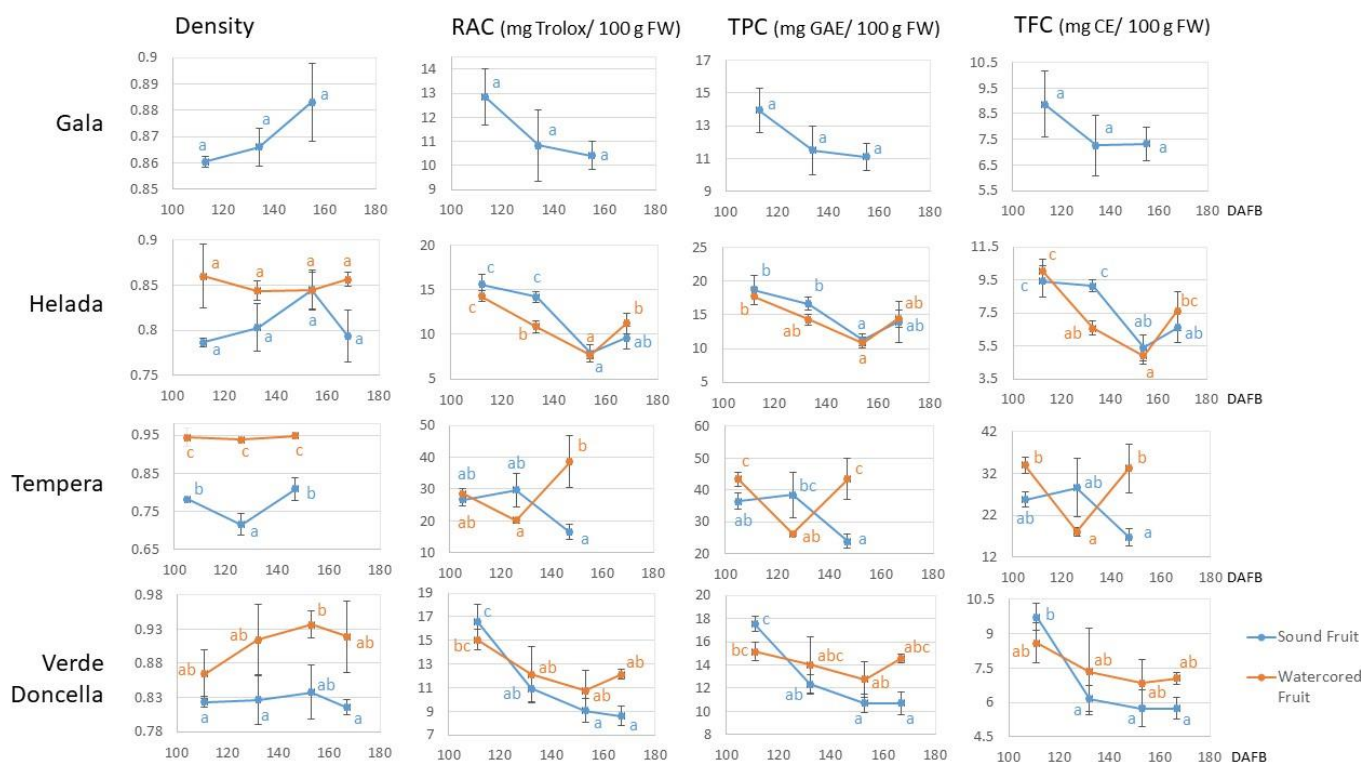 Density
RAC (mg Trolox/ 100 g FW)
TPC (mg GAE/ 100 g FW)
TFC (mg CE/ 100 g FW)
Gala
0.9
0.89
0.88
0.87
0.86
0.85
a
a
a
100 120 140 160 180
14
13
12
11
10
9
a
a
a
100 120 140 160 180
17
15
13
11
9
a
a
a
100 120 140 160 180
10.5
9.5
8.5
7.5
6.5
5.5
a
a
a
100 120 140 160 180 DAFB
Helada
0.9
0.85
0.8
0.75
a
a
a
a
a
a
a
a
100 120 140 160 180
20
15
10
5
c
c
c
b
a
a
b
ab
100 120 140 160 180
25
20
15
10
5
b
b
b
ab
a
a
ab
ab
100 120 140 160 180
11.5
9.5
7.5
5.5
3.5
c
c
c
ab
ab
a
bc
ab
100 120 140 160 180
Tempera
0.95
0.85
0.75
0.65
c
c
c
b
a
b
100 120 140 160 180
50
40
30
20
10
ab
ab
b
ab
a
a
100 120 140 160 180
60
50
40
30
20
c
bc
c
ab
a
a
100 120 140 160 180
42
32
22
12
b
ab
b
ab
a
a
100 120 140 160 180 DAFB
Verde
Doncella
0.98
0.93
0.88
0.83
0.78
ab
ab
b
ab
a
a
a
a
100 120 140 160 180
19
17
15
13
11
9
7
c
bc
ab
ab
ab
ab
a
a
100 120 140 160 180
20
18
16
14
12
10
8
c
bc
abc
ab
ab
abc
a
a
100 120 140 160 180
10.5
9
7.5
6
4.5
b
ab
ab
a
ab
ab
a
a
100 120 140 160 180 DAFB
Sound Fruit
Watercored
Fruit